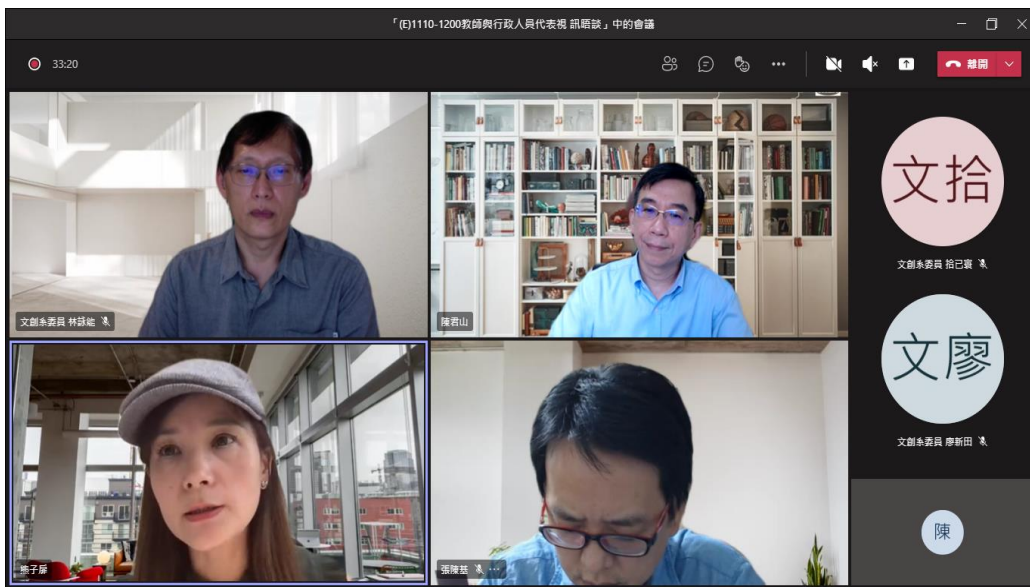 「(E)1110-1200教師與行政人員代表視 訊晤談」中的會議
33:20
離開
文創系委員 林詠能
陳君山
文拾
文創系委員 拾已寰
文廖
文創系委員 廖新田
熊子扉
張陳基
陳